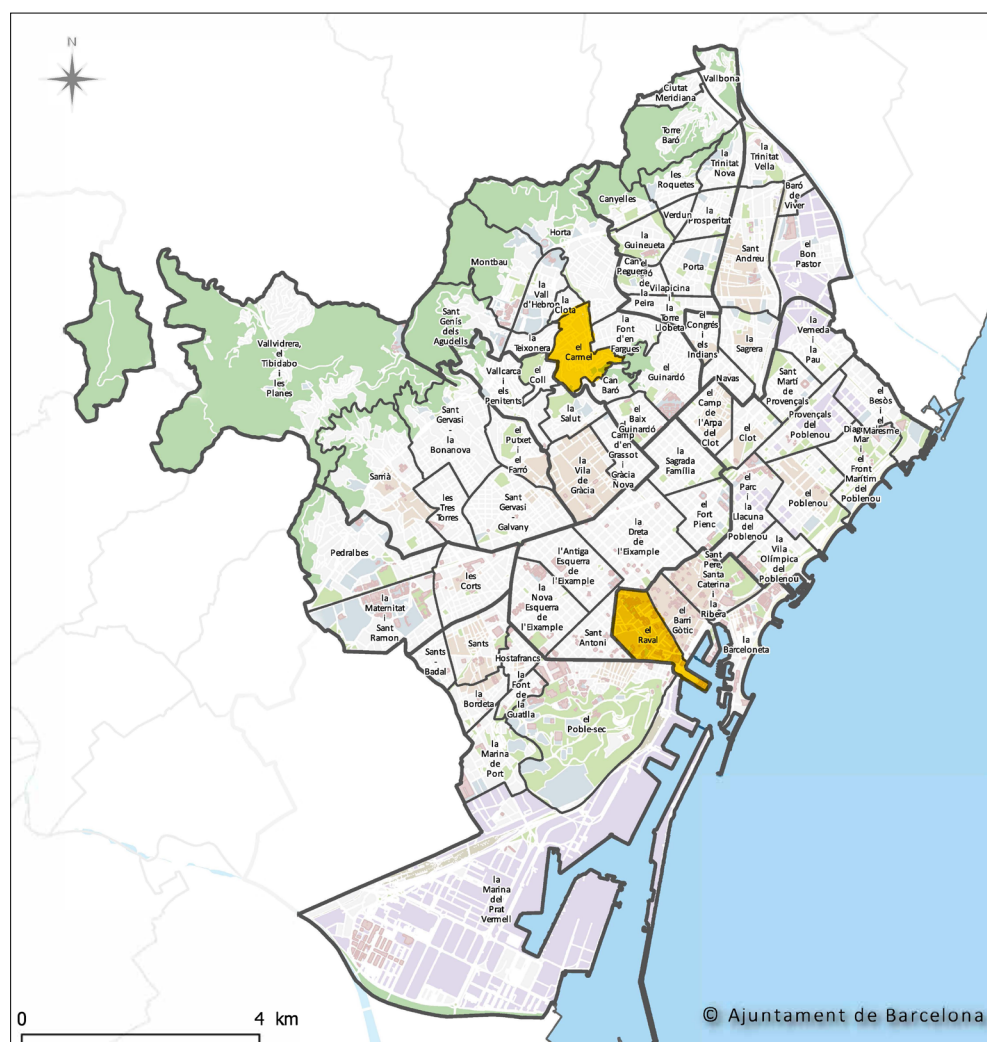 N
Vallbona
Ciutat
Meridiana
Torre
Baró
la
Trinitat
Nova
la
Trinitat
Vella
les
Roquetes
Baró
de
Viver
Canyelles
Verdun
la
Prosperitat
Horta
la
Guineueta
Sant
Andreu
el
Bon
Pastor
Montbau
Can
Peguera
Porta
la
Vall
d'Hebron
Vilapicina
i
la
Torre
Llobeta
la
Clota
Sant
Genís
dels
Agudells
la
Font
d'en
Fargues
el
Congrés
i
els
Indians
la
Sagrera
la
Verneda
i
la
Pau
Vallvidrera,
el
Tibidabo
i
les
Planes
la
Teixonera
el
Carmel
Vallcarca
i
els
Penitents
el
Coll
Can
Baró
el
Guinardó
Navas
Sant
Martí
de
Provençals
el
Besòs
i
el
Maresme
Sant
Gervasi
-
la
Bonanova
la
Salut
el
Baix
Guinardó
el
Camp
de
l'Arpa
del
Clot
el
Clot
Provençals
del
Poblenou
Diagonal
Mar
i
el
Front
Marítim
del
Poblenou
el
Putxet
i
el
Farró
Camp
d'en
Grassot
i
Gràcia
Nova
la
Sagrada
Família
Sarrià
la
Vila
de
Gràcia
el
Parc
i
la
Llacuna
del
Poblenou
el
Poblenou
les
Tres
Torres
Sant
Gervasi
-
Galvany
el
Fort
Pienc
la
Dreta
de
l'Eixample
la
Vila
Olímpica
del
Poblenou
Pedralbes
l'Antiga
Esquerra
de
l'Eixample
Sant
Pere,
Santa
Caterina
i
la
Ribera
les
Corts
la
Nova
Esquerra
de
l'Eixample
la
Maternitat
i
Sant
Ramon
el
Barri
Gòtic
el
Raval
Sant
Antoni
la
Barceloneta
Sants
-
Badal
Sants
Hostafrancs
la
Font
de
la
Guatlla
la
Bordeta
el
Poble-sec
la
Marina
de
Port
la
Marina
del
Prat
Vermell
0 4 km
© Ajuntament de Barcelona